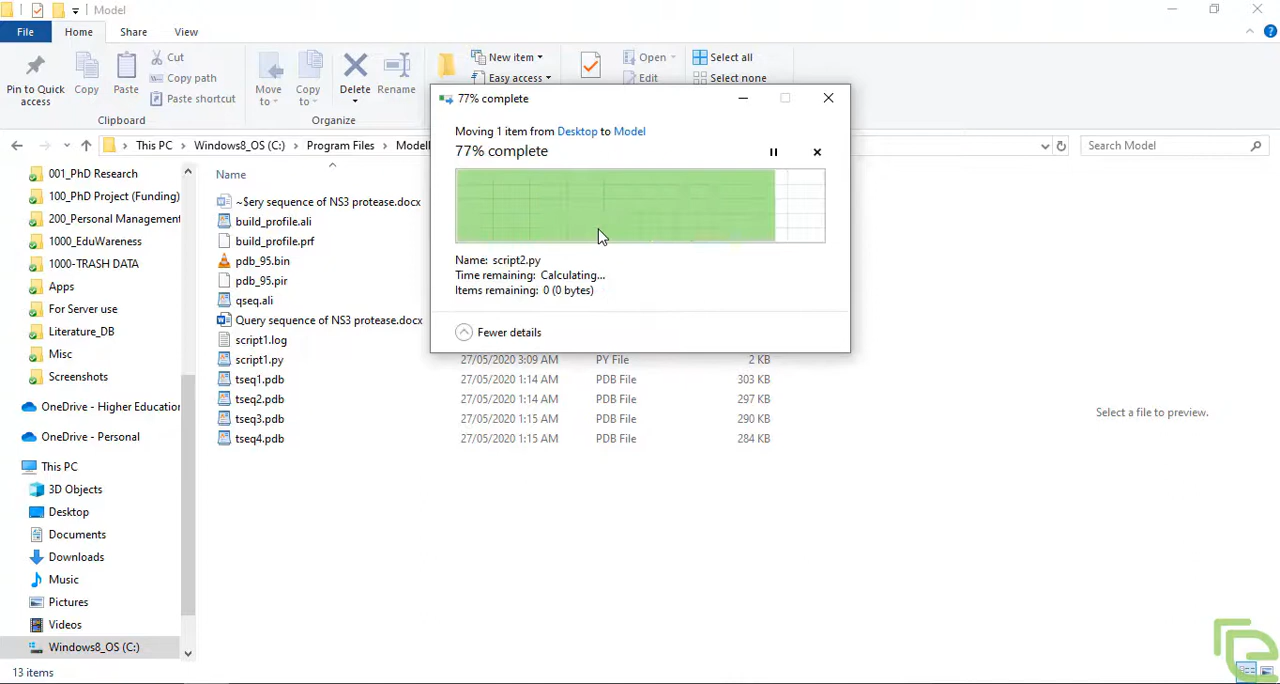 Model
File
Home
Share
View
Pin to Quick access
Copy
Paste
Cut
Copy path
Paste shortcut
Clipboard
Move to
Copy to
Delete
Rename
Organize
New item
Easy access
Open
Edit
Select all
Select none
77% complete
Moving 1 item from Desktop to Model
77% complete
Name: script2.py
Time remaining: Calculating...
Items remaining: 0 (0 bytes)
Fewer details
This PC
Windows8_OS (C:)
Program Files
Search Model
001_PhD Research
100_PhD Project (Funding)
200_Personal Management
1000_EduWareness
1000-TRASH DATA
Apps
For Server use
Literature_DB
Misc
Screenshots
OneDrive - Higher Education
OneDrive - Personal
This PC
3D Objects
Desktop
Documents
Downloads
Music
Pictures
Videos
Windows8_OS (C:)
Name
~$ery sequence of NS3 protease.docx
build_profile.ali
build_profile.prf
pdb_95.bin
pdb_95.pir
qseq.ali
Query sequence of NS3 protease.docx
script1.log
script1.py 27/05/2020 3:09 AM PY File 2 KB
tseq1.pdb 27/05/2020 1:14 AM PDB File 303 KB
tseq2.pdb 27/05/2020 1:14 AM PDB File 297 KB
tseq3.pdb 27/05/2020 1:15 AM PDB File 290 KB
tseq4.pdb 27/05/2020 1:15 AM PDB File 284 KB
Select a file to preview.
13 items